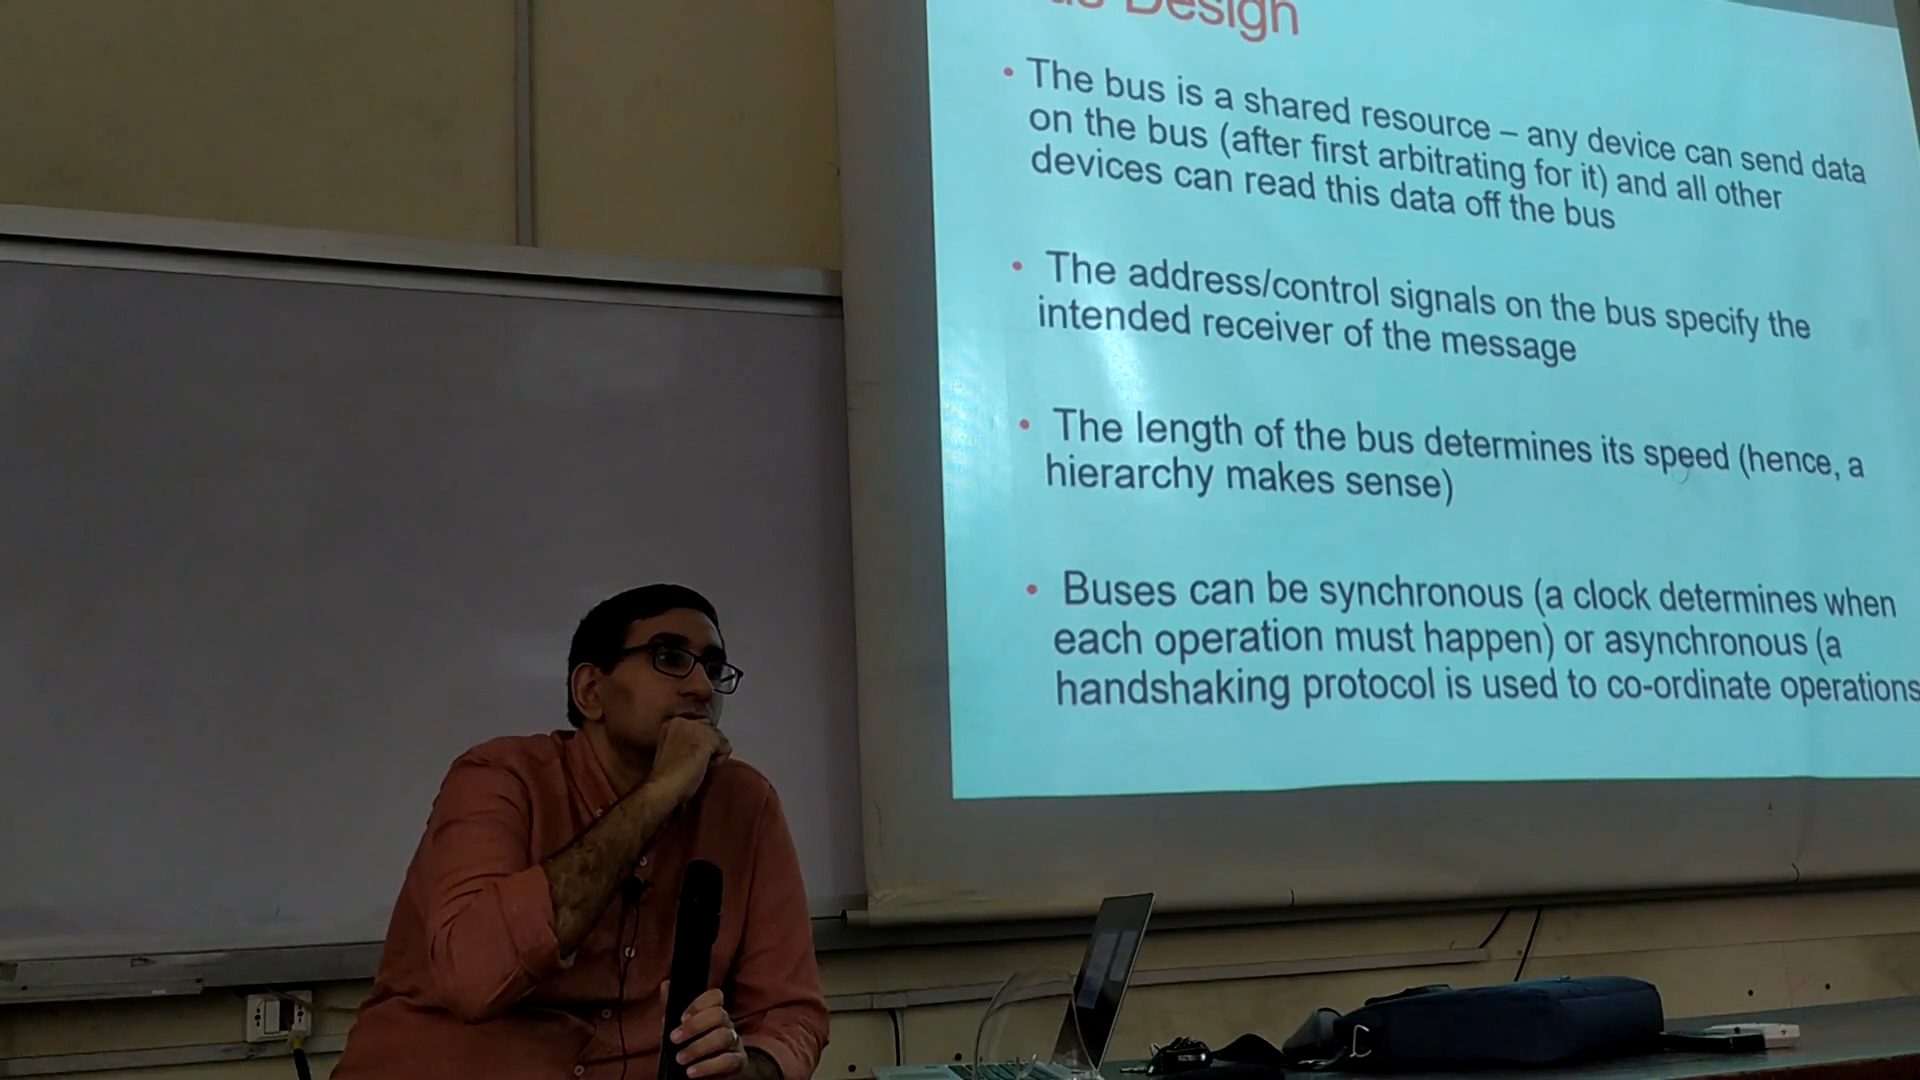 Design
• The bus is a shared resource – any device can send data
on the bus (after first arbitrating for it) and all other
devices can read this data off the bus
• The address/control signals on the bus specify the
intended receiver of the message
• The length of the bus determines its speed (hence, a
hierarchy makes sense)
• Buses can be synchronous (a clock determines when
each operation must happen) or asynchronous (a
handshaking protocol is used to co-ordinate operations